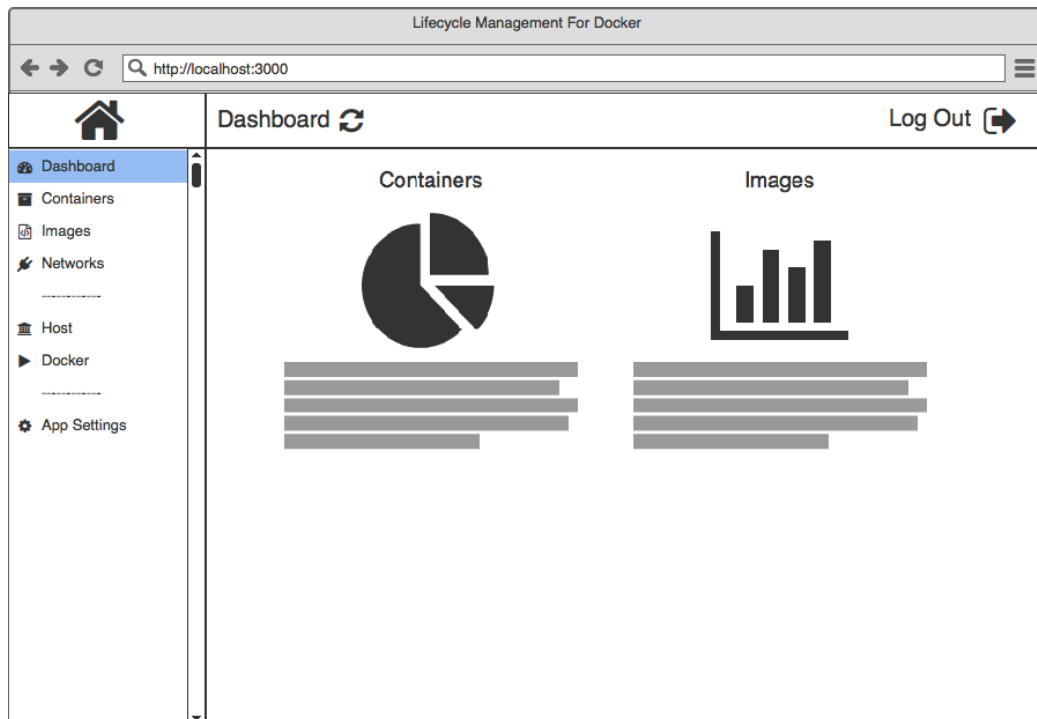 Lifecycle Management For Docker
http://localhost:3000
Dashboard
Log Out
Dashboard
Containers
Images
Networks
-----------
Host
Docker
-----------
App Settings
Containers
Images